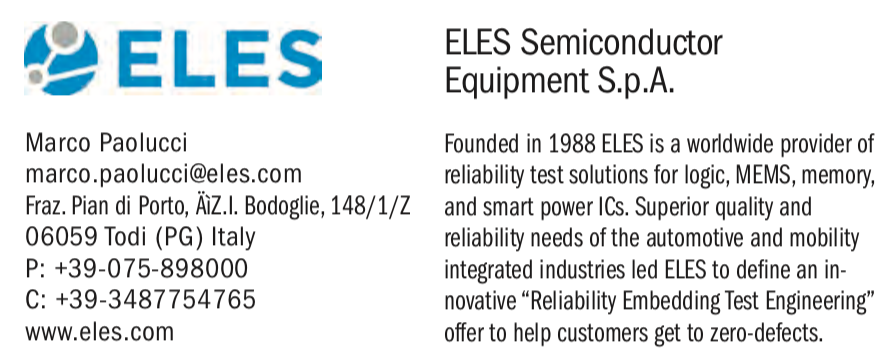 ELES
Marco Paolucci
marco.paolucci@eles.com
Fraz. Pian di Porto, ÄìZ.I. Bodoglie, 148/1/Z
06059 Todi (PG) Italy
P: +39-075-898000
C: +39-3487754765
www.eles.com
ELES Semiconductor
Equipment S.p.A.
Founded in 1988 ELES is a worldwide provider of
reliability test solutions for logic, MEMS, memory,
and smart power ICs. Superior quality and
reliability needs of the automotive and mobility
integrated industries led ELES to define an in-
novative “Reliability Embedding Test Engineering”
offer to help customers get to zero-defects.